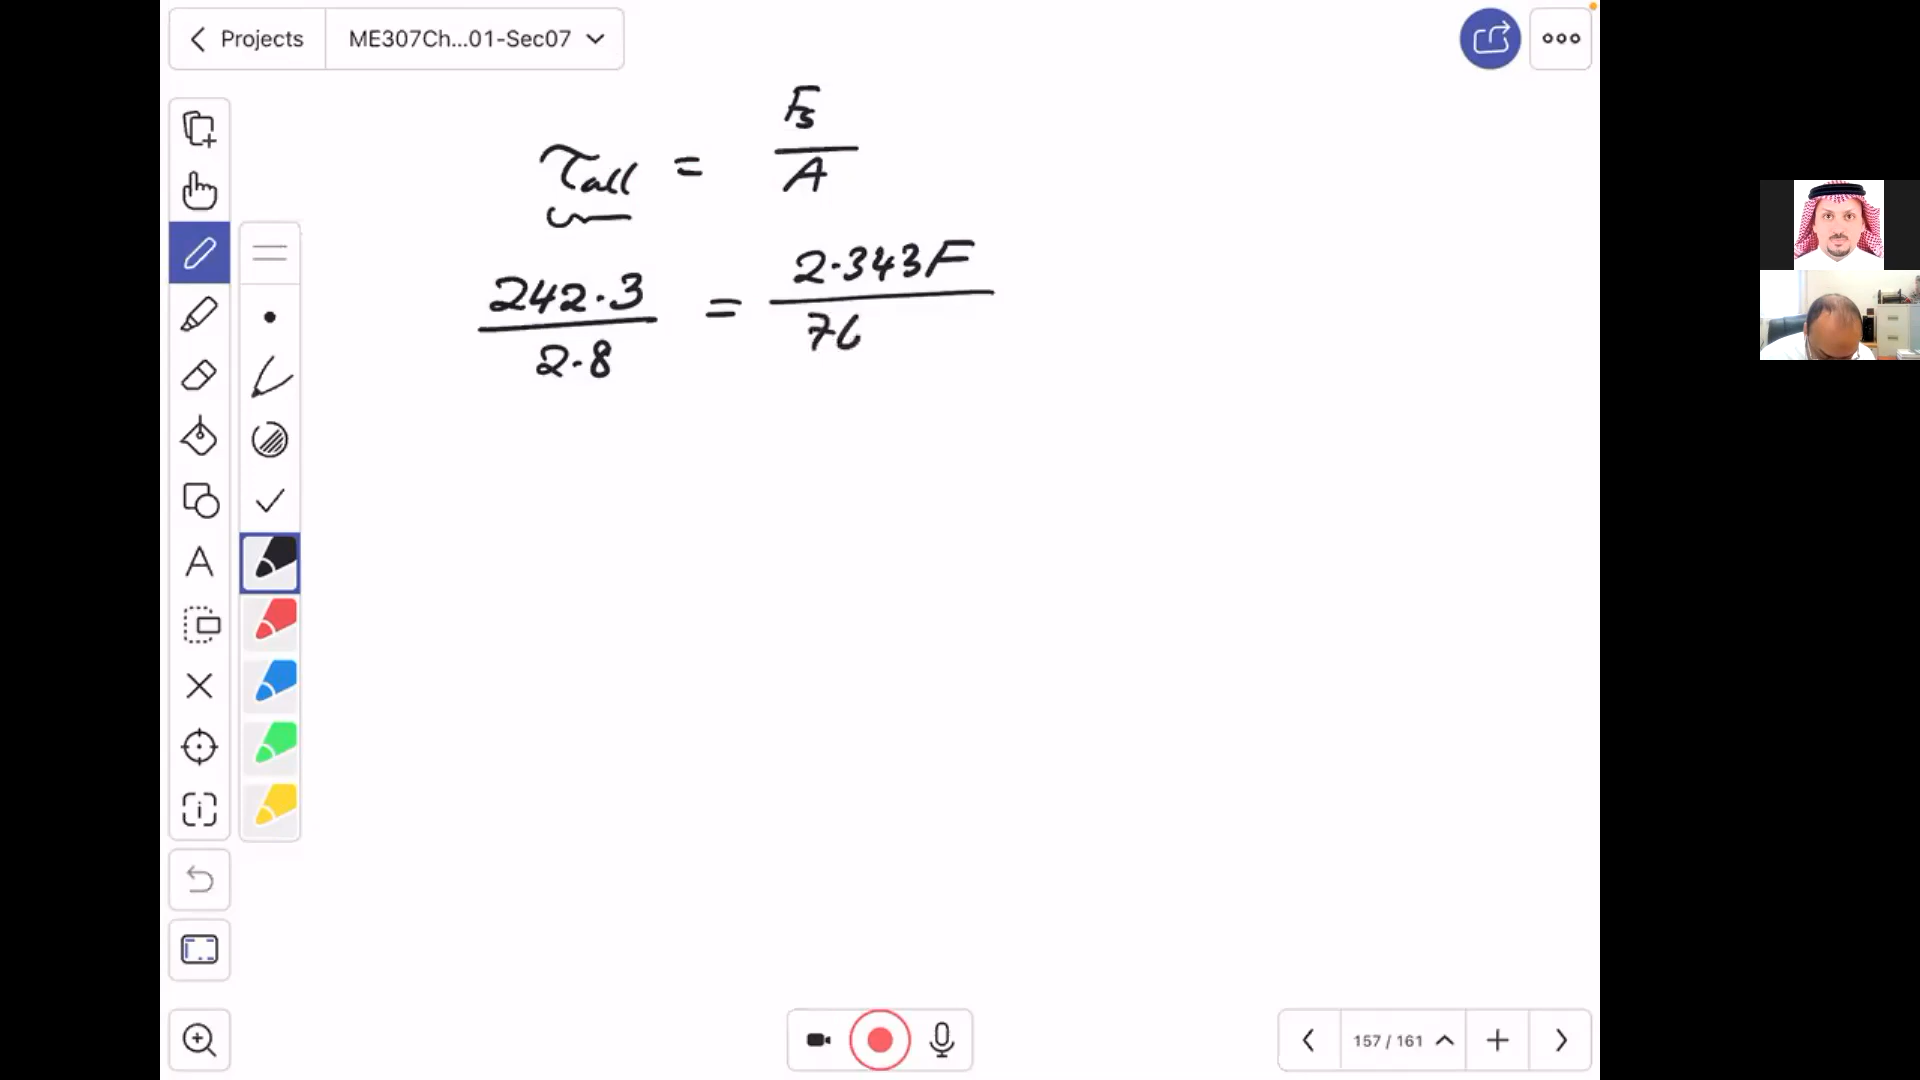 Projects
ME307Ch...01-Sec07
τall = Fs / A
242.3 / 2.8 = 2.343F / 76
A
157 / 161